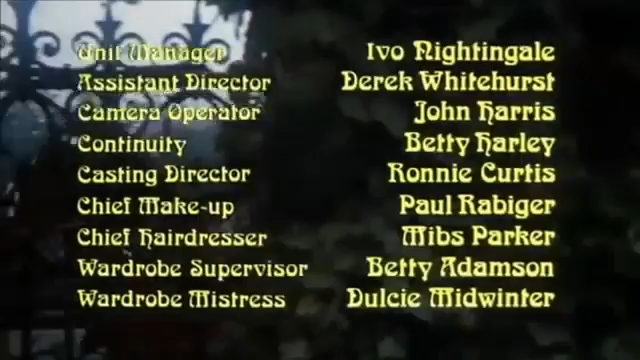 Unit Manager Ivo Nightingale
Assistant Director Derek Whitehurst
Camera Operator John Harris
Continuity Betty Harley
Casting Director Ronnie Curtis
Chief Make-up Paul Rabiger
Chief Hairdresser Mibs Parker
Wardrobe Supervisor Betty Adamson
Wardrobe Mistress Dulcie Midwinter